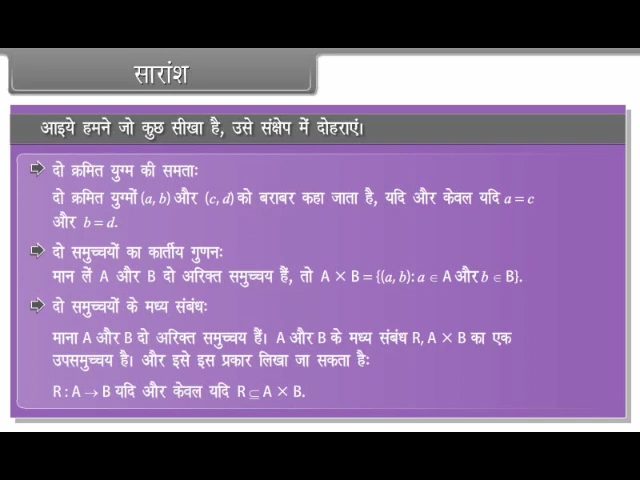 सारांश
आइये हमने जो कुछ सीखा है, उसे संक्षेप में दोहराएं।
दो क्रमित युग्म की समताः
दो क्रमित युग्मों (a, b) और (c, d) को बराबर कहा जाता है, यदि और केवल यदि a = c
और b = d.
दो समुच्चयों का कार्तीय गुणनः
मान लें A और B दो अरिक्त समुच्चय हैं, तो A × B = {(a, b): a ∈ A और b ∈ B}.
दो समुच्चयों के मध्य संबंधः
माना A और B दो अरिक्त समुच्चय हैं। A और B के मध्य संबंध R, A × B का एक
उपसमुच्चय है। और इसे इस प्रकार लिखा जा सकता हैः
R : A → B यदि और केवल यदि R ⊆ A × B.